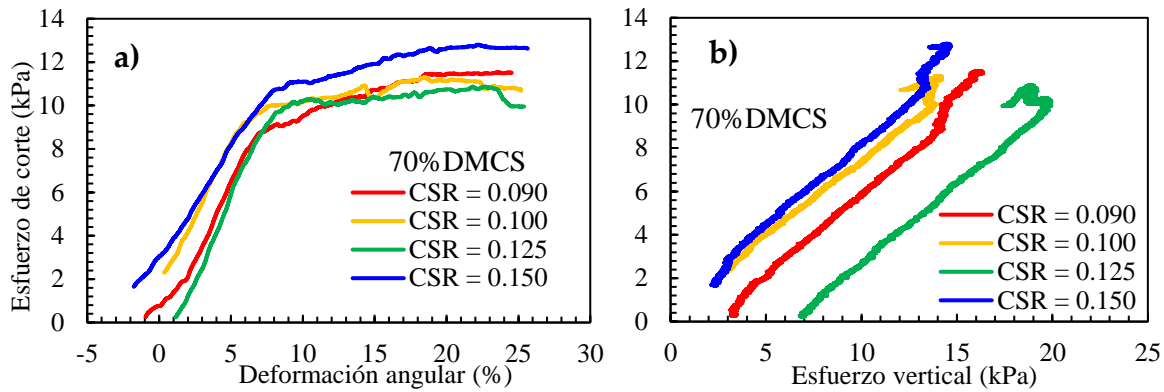 a)
Esfuerzo de corte (kPa)
14
12
10
8
6
4
2
0
-5 0 5 10 15 20 25 30
Deformación angular (%)
70%DMCS
CSR = 0.090
CSR = 0.100
CSR = 0.125
CSR = 0.150
b)
14
12
10
8
6
4
2
0
0 5 10 15 20 25
Esfuerzo vertical (kPa)
70%DMCS
CSR = 0.090
CSR = 0.100
CSR = 0.125
CSR = 0.150